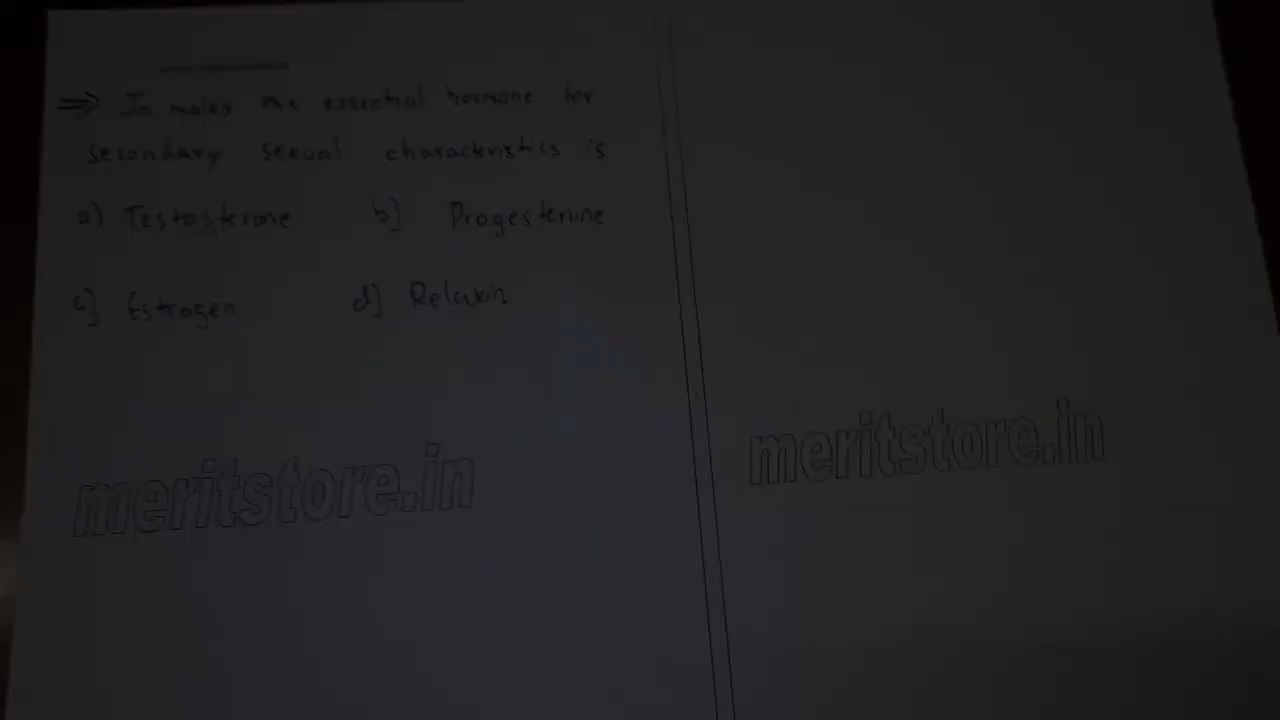 ⇒ In males the essential hormone for
secondary sexual characteristics is
a) Testosterone b] Progesterone
c] Estrogen d] Relaxin
meritstore.in
meritstore.in